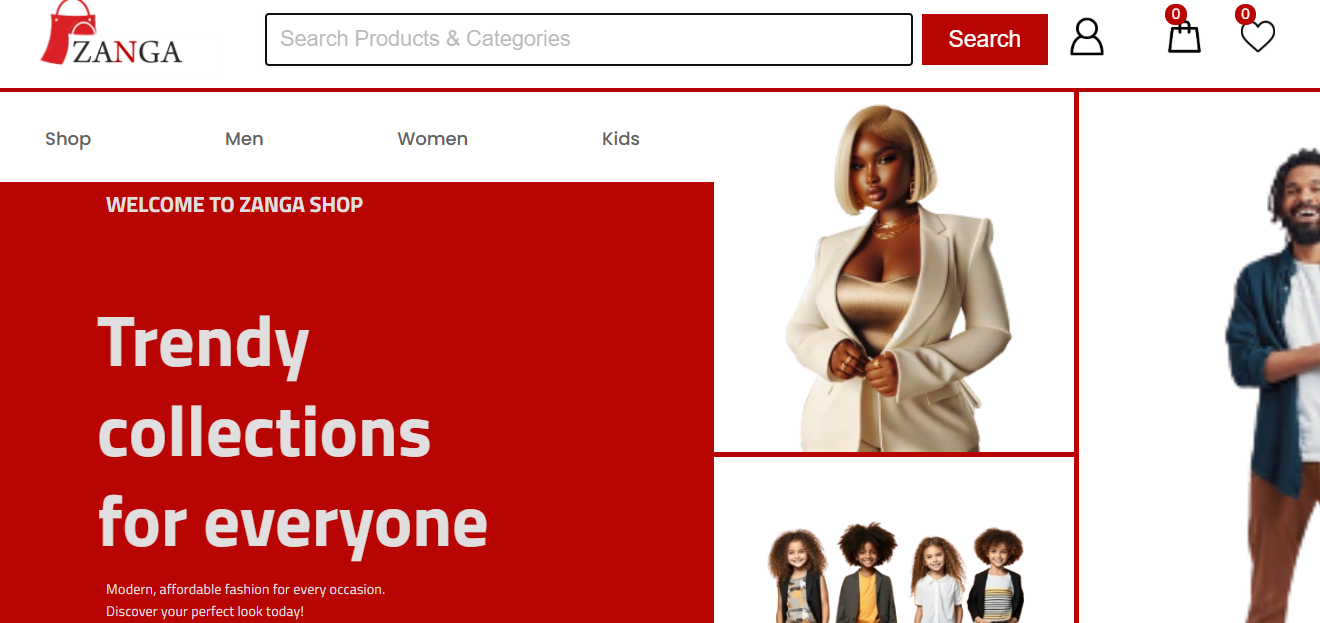 ZANGA
Search Products & Categories
Search
0
0
Shop
Men
Women
Kids
WELCOME TO ZANGA SHOP
Trendy
collections
for everyone
Modern, affordable fashion for every occasion.
Discover your perfect look today!